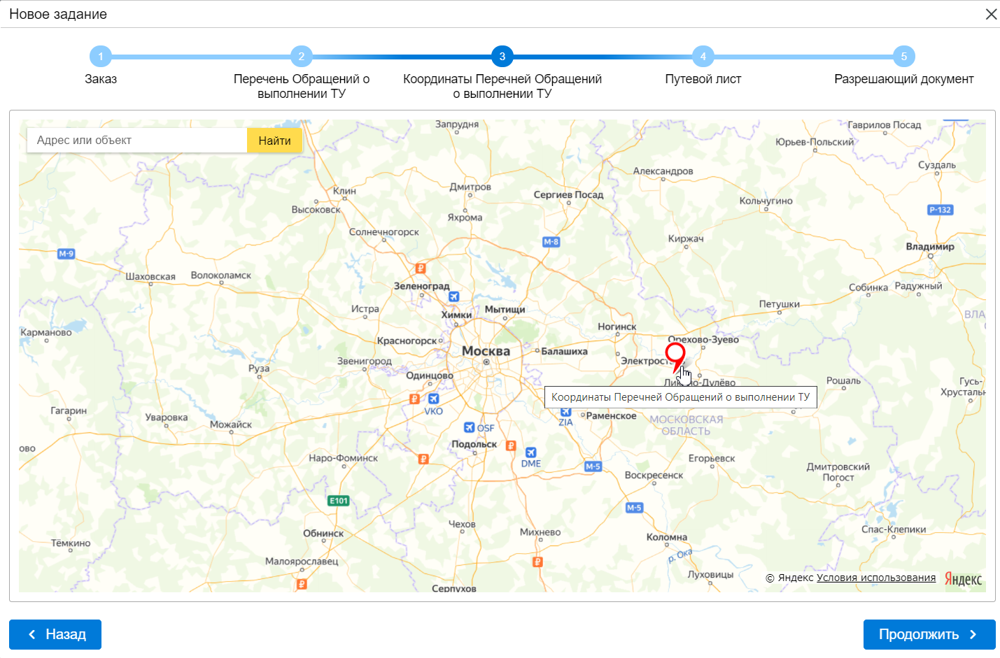 Новое задание
1
2
3
4
5
Заказ
Перечень Обращений о
выполнении ТУ
Координаты Перечней Обращений
о выполнении ТУ
Путевой лист
Разрешающий документ
Адрес или объект
Найти
Запрудня
Гаврилов Посад
Юрьев-Польский
Суздаль
Александров
Клин
Дмитров
Сергиев Посад
Кольчугино
Высоковск
Яхрома
Р-132
Солнечногорск
Киржач
М-8
Владимир
М-9
Шаховская
Волоколамск
Зеленоград
Собинка
Радужный
Истра
Химки
Мытищи
Петушки
ВЛА
Карманово
Ногинск
Красногорск
Москва
Балашиха
Орехово-Зуево
Звенигород
Руза
Электрост
Одинцово
Ликино-Дулёво
Рошаль
Гусь-
Хрустальн
Координаты Перечней Обращений о выполнении ТУ
Гагарин
Уваровка
Можайск
VKO
OSF
ZIA
Раменское
МОСКОВСКАЯ
ОБЛАСТЬ
ово
Подольск
Наро-Фоминск
DME
М-5
Егорьевск
Воскресенск
Дмитровский
Погост
E101
М-5
Чехов
Михнево
Обнинск
Коломна
Спас-Клепики
Тёмкино
р. Ока
Малоярославец
Луховицы
Серпухов
© Яндекс Условия использования
Яндекс
Назад
Продолжить